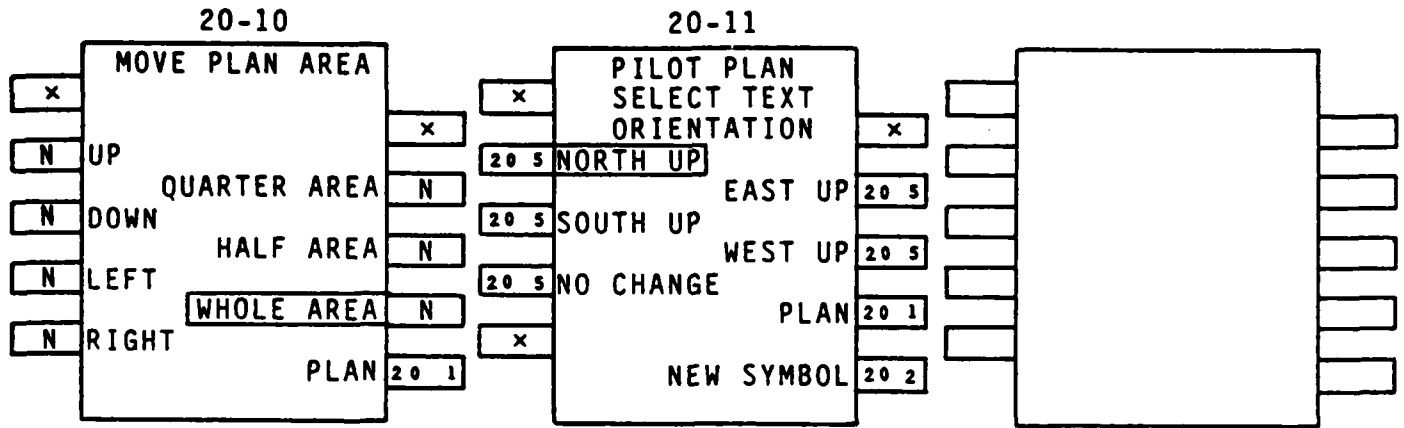 20-10
MOVE PLAN AREA
×
×
N UP
QUARTER AREA N
N DOWN
HALF AREA N
N LEFT
WHOLE AREA N
N RIGHT
PLAN 20 1
20-11
PILOT PLAN
× SELECT TEXT
ORIENTATION ×
20 5 NORTH UP
EAST UP 20 5
20 5 SOUTH UP
WEST UP 20 5
20 5 NO CHANGE
PLAN 20 1
×
NEW SYMBOL 20 2